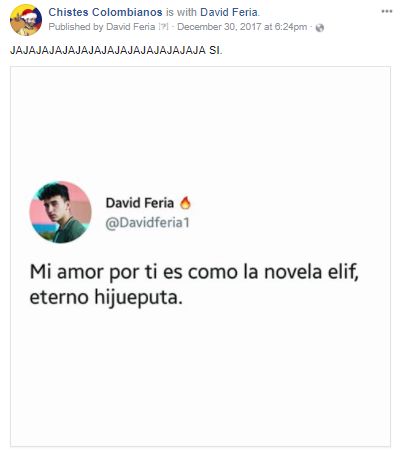 Chistes Colombianos is with David Feria.
Published by David Feria [?] · December 30, 2017 at 6:24pm ·
JAJAJAJAJAJAJAJAJAJAJAJAJAJAJAJA SI.
David Feria 🔥
@Davidferia1
Mi amor por ti es como la novela elif,
eterno hijueputa.